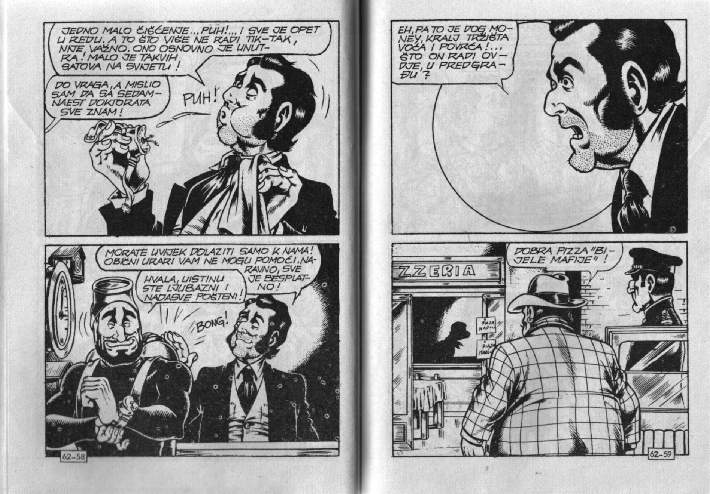 JEDNO MALO ČIŠĆENJE...PUH!...I SVE JE OPET
U REDU. A TO ŠTO VIŠE NE RADI TIK-TAK,
NIJE VAŽNO. ONO OSNOVNO JE UNUT-
RA! MALO JE TAKVIH
SATOVA NA SVIJETU!
DO VRAGA, A MISLIO
SAM DA SA SEDAM-
NAEST DOKTORATA
SVE ZNAM!
PUH!
MORATE UVIJEK DOLAZITI SAMO K NAMA!
OBIČNI URARI VAM NE MOGU POMOĆI. NA-
RAVNO, SVE
JE BESPLAT-
NO!
HVALA, UISTINU
STE LJUBAZNI I
NADASVE POŠTENI!
BONG!
62-58
EH, PA TO JE DOG MO-
NEY, KRALJ TRŽIŠTA
VOĆA I POVRĆA!...
ŠTO ON RADI OV-
DJE, U PREDGRA-
ĐU?
DOBRA PIZZA "BI-
JELE MAFIJE"!
ZZERIA
62-59